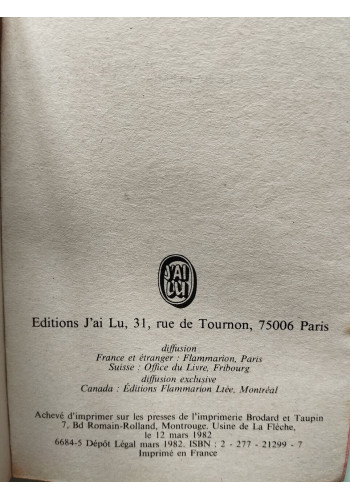 J'AI
LU
Editions J'ai Lu, 31, rue de Tournon, 75006 Paris
diffusion
France et étranger : Flammarion, Paris
Suisse : Office du Livre, Fribourg
diffusion exclusive
Canada : Éditions Flammarion Ltée, Montréal
Achevé d'imprimer sur les presses de l'imprimerie Brodard et Taupin
7, Bd Romain-Rolland, Montrouge. Usine de La Flèche,
le 12 mars 1982
6684-5 Dépôt Légal mars 1982. ISBN : 2 - 277 - 21299 - 7
Imprimé en France